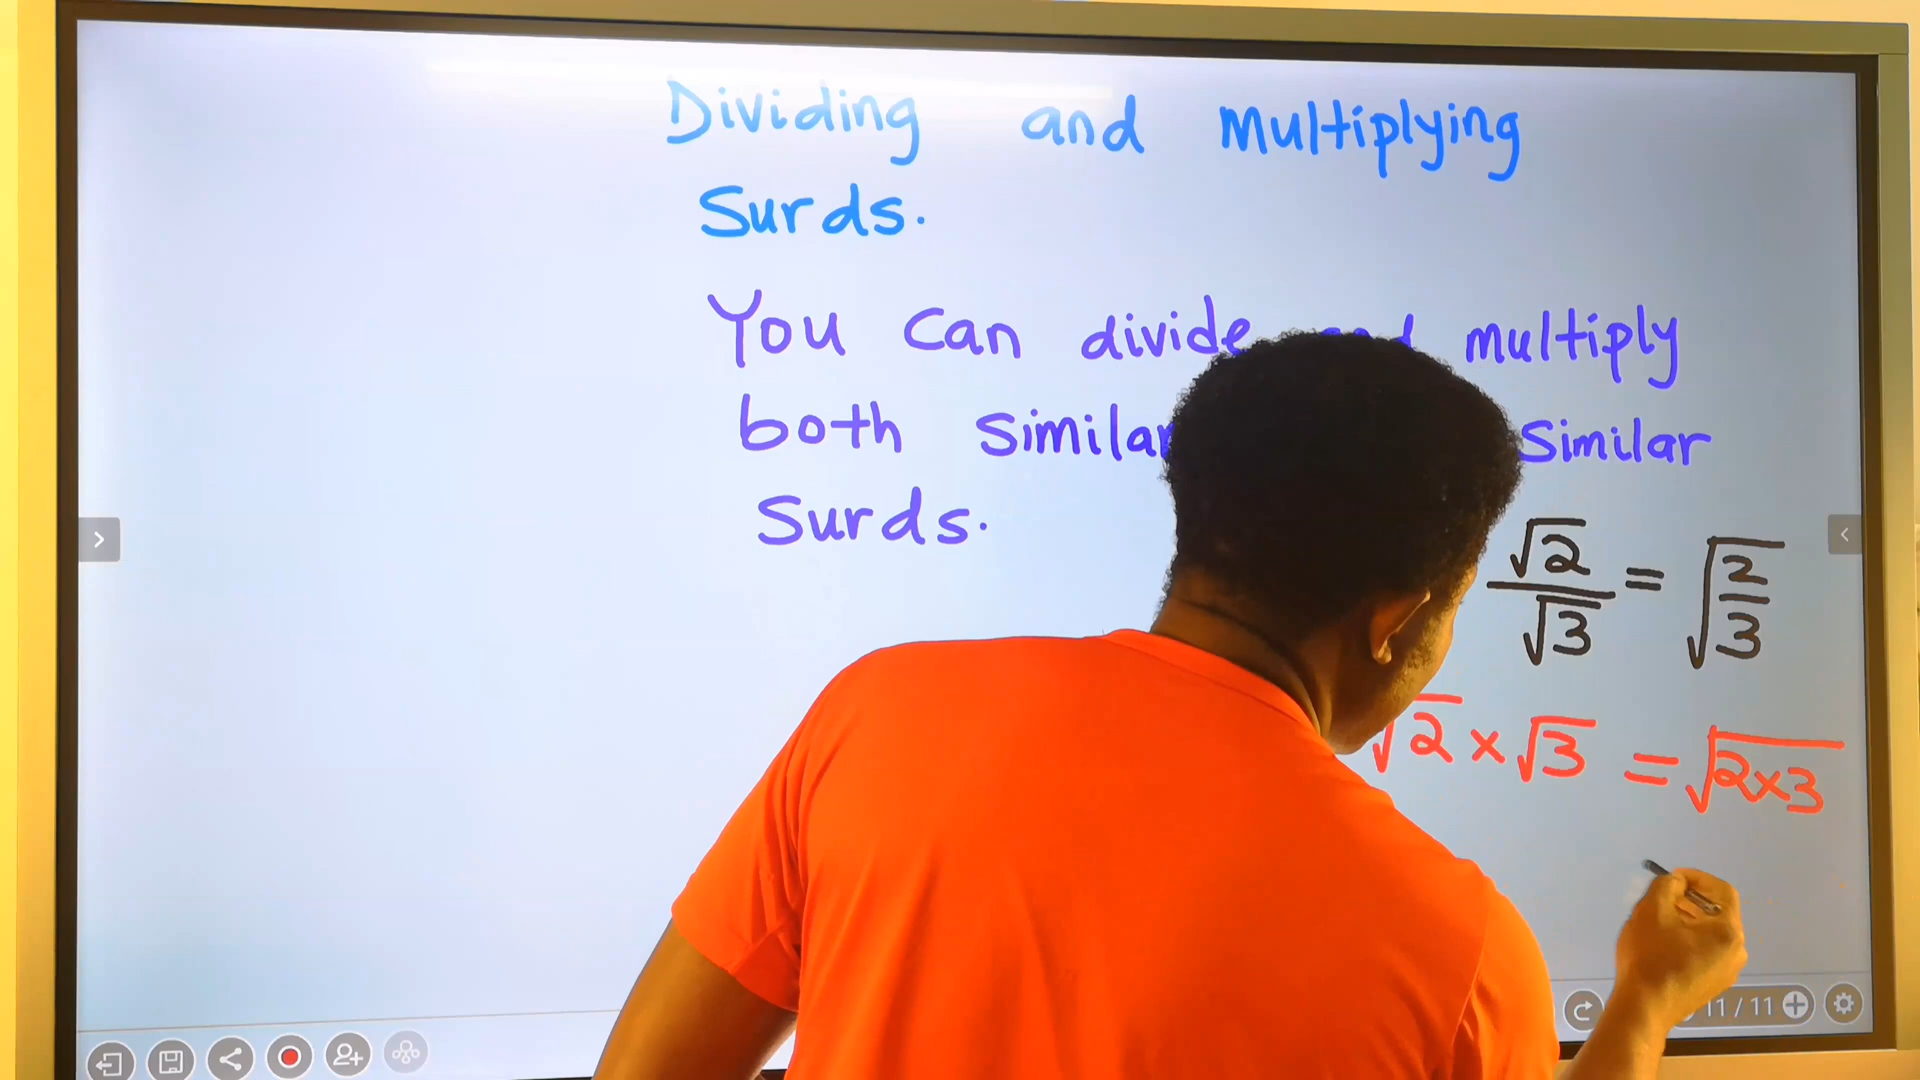 Dividing and multiplying
Surds.
You can divide multiply
both Similar Similar
Surds.
√2/√3 = √(2/3)
√2 × √3 = √(2×3)
11/11